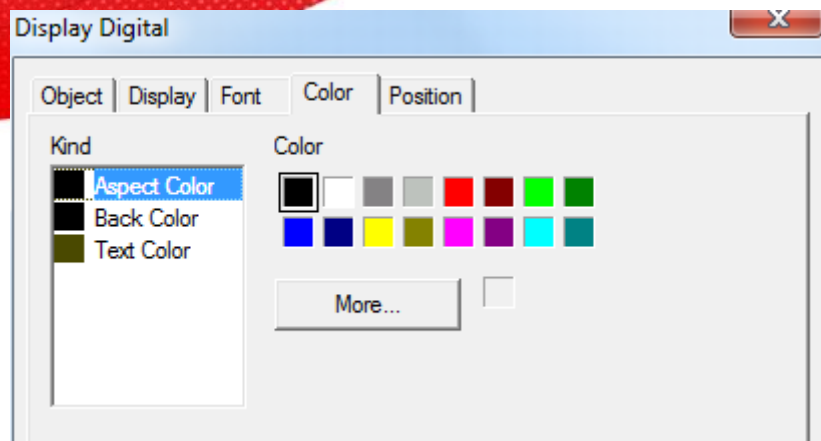 Display Digital
Object Display Font Color Position
Kind Color
Aspect Color
Back Color
Text Color
More...